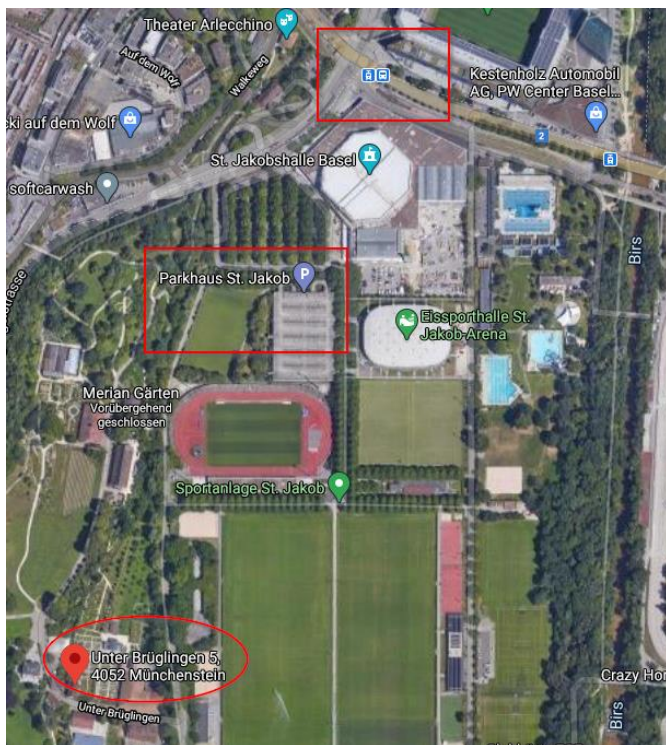 Theater Arlecchino
Auf dem Wolf
Walkeweg
Kestenholz Automobil
AG, PW Center Basel...
cki auf dem Wolf
2
St. Jakobshalle Basel
softcarwash
Birs
Parkhaus St. Jakob
P
Eissporthalle St.
Jakob-Arena
Merian Gärten
Vorübergehend
geschlossen
Sportanlage St. Jakob
Unter Brüglingen 5,
4052 Münchenstein
Crazy Hor
Unter Brüglingen
Birs